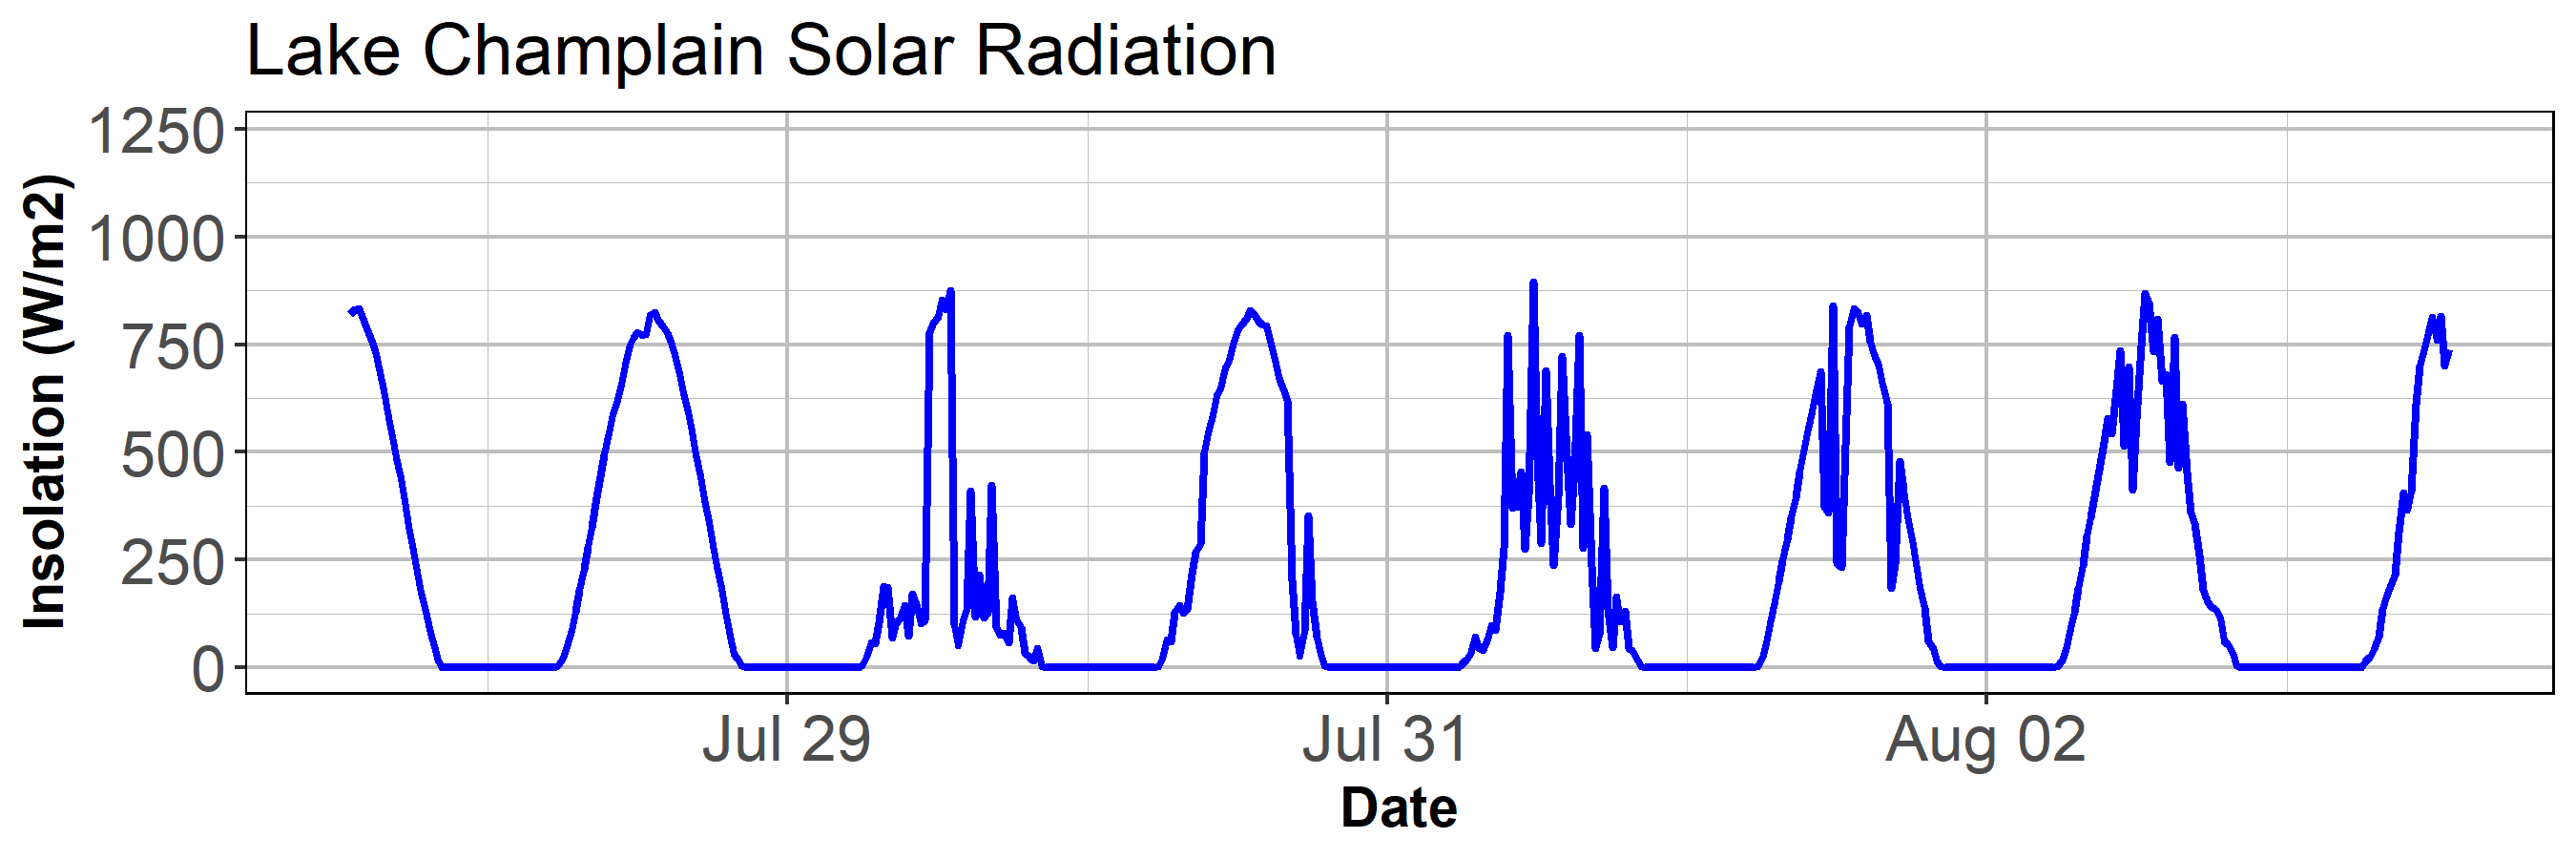 Lake Champlain Solar Radiation
Insolation (W/m2)
1250
1000
750
500
250
0
Jul 29 Jul 31 Aug 02
Date